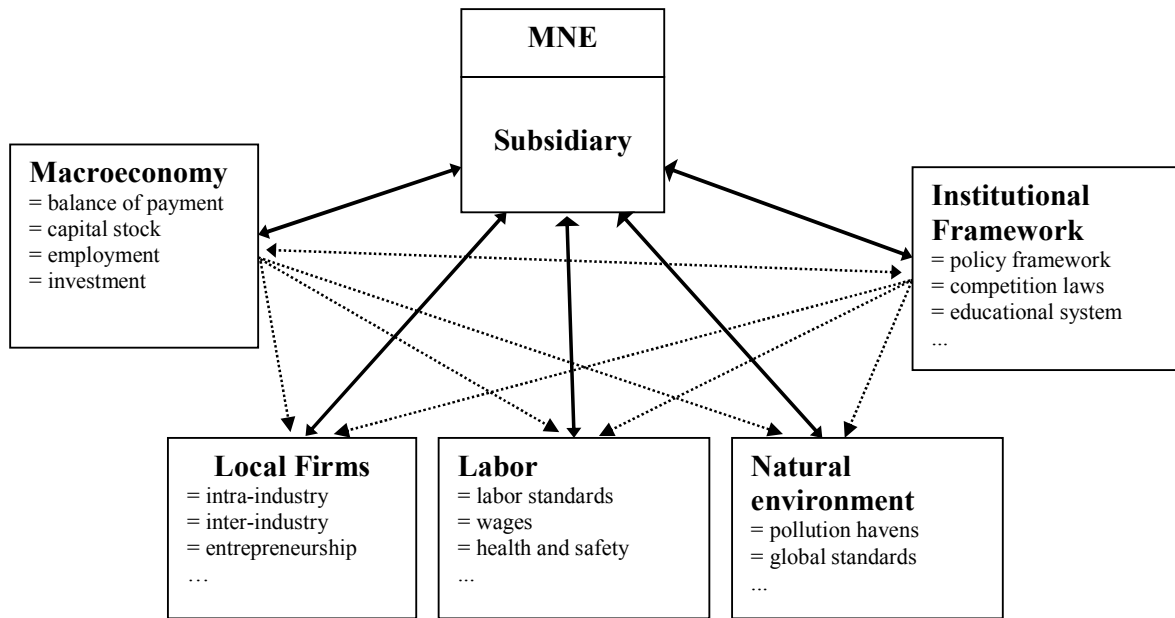 MNE
Subsidiary
Macroeconomy
= balance of payment
= capital stock
= employment
= investment
Institutional
Framework
= policy framework
= competition laws
= educational system
...
Local Firms
= intra-industry
= inter-industry
= entrepreneurship
…
Labor
= labor standards
= wages
= health and safety
...
Natural
environment
= pollution havens
= global standards
...